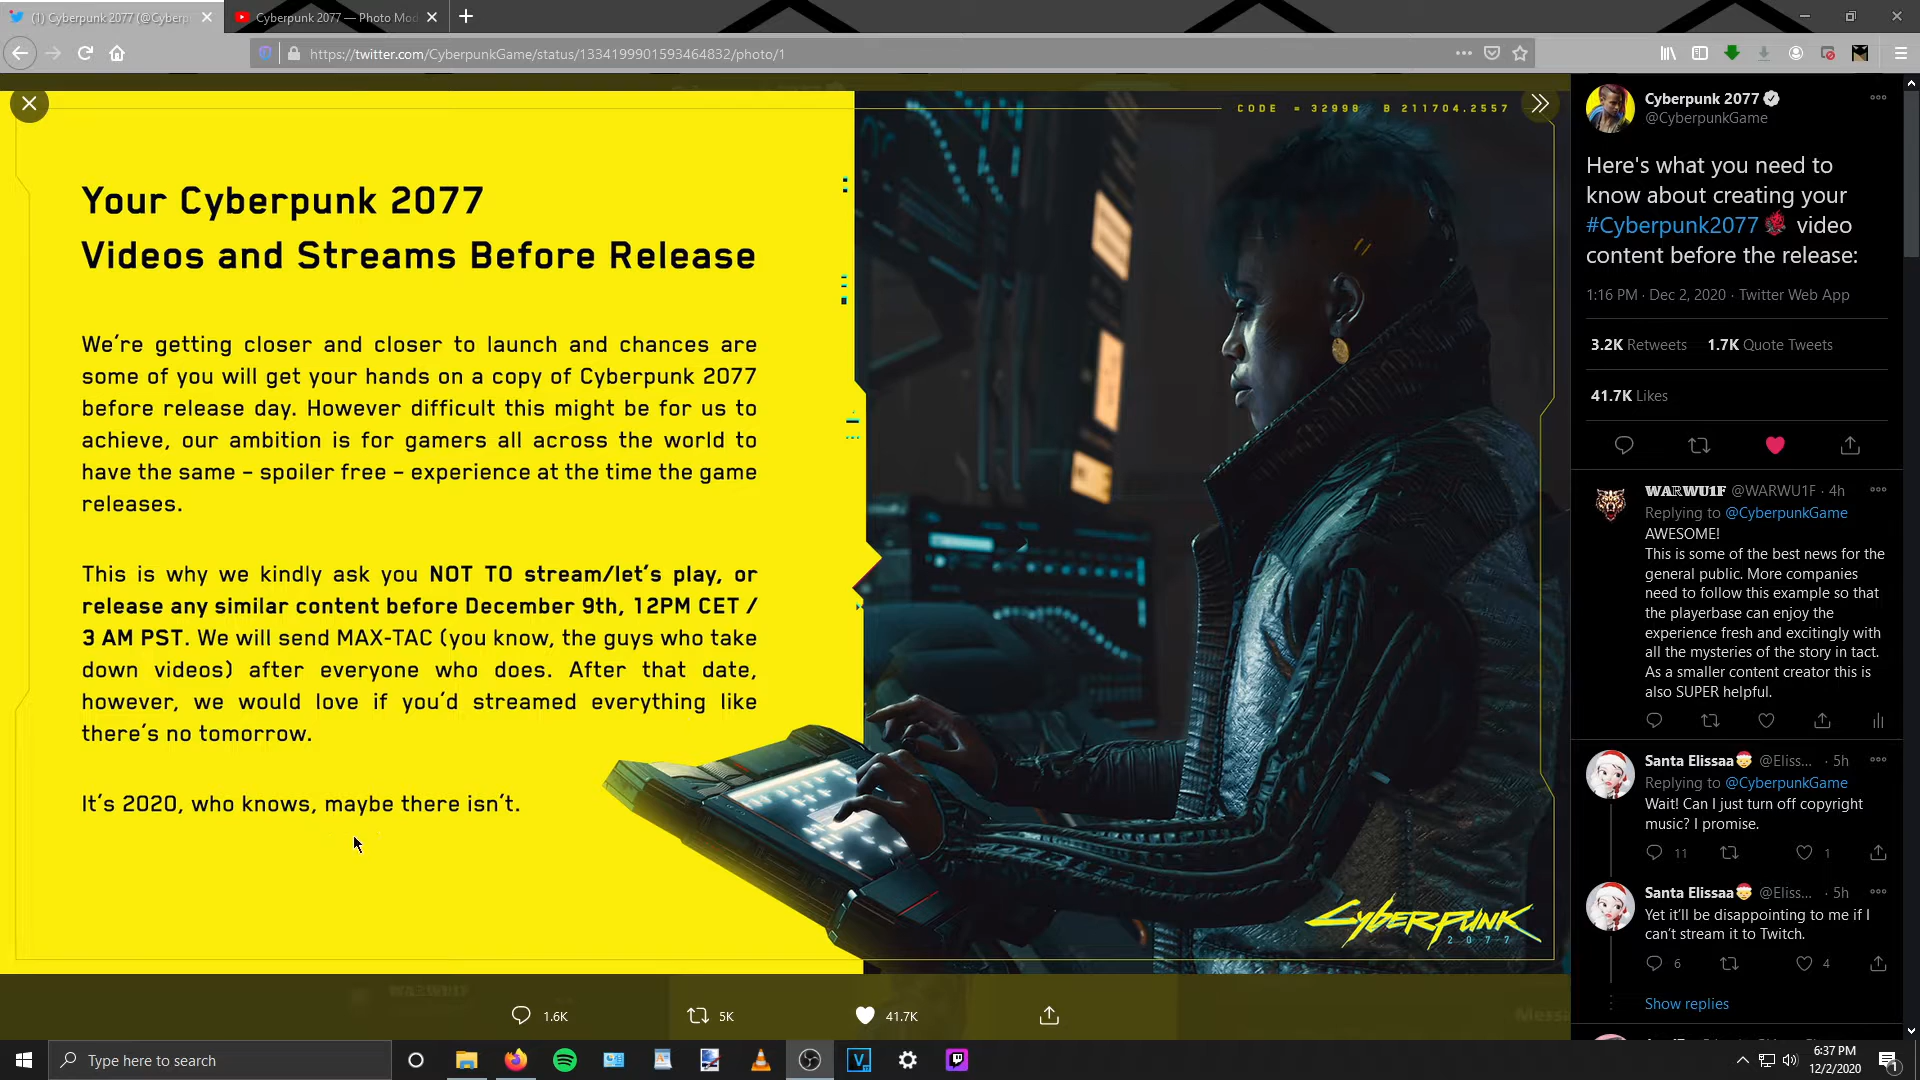 (1) Cyberpunk 2077 (@Cyberp
Cyberpunk 2077 — Photo Mod
https://twitter.com/CyberpunkGame/status/1334199901593464832/photo/1
CODE = 32998 B 211704.2557
Your Cyberpunk 2077
Videos and Streams Before Release
We're getting closer and closer to launch and chances are
some of you will get your hands on a copy of Cyberpunk 2077
before release day. However difficult this might be for us to
achieve, our ambition is for gamers all across the world to
have the same – spoiler free – experience at the time the game
releases.
This is why we kindly ask you NOT TO stream/let's play, or
release any similar content before December 9th, 12PM CET /
3 AM PST. We will send MAX-TAC (you know, the guys who take
down videos) after everyone who does. After that date,
however, we would love if you'd streamed everything like
there's no tomorrow.
It's 2020, who knows, maybe there isn't.
CYBERPUNK
2077
1.6K
5K
41.7K
Cyberpunk 2077
@CyberpunkGame
Here's what you need to
know about creating your
#Cyberpunk2077 video
content before the release:
1:16 PM · Dec 2, 2020 · Twitter Web App
3.2K Retweets 1.7K Quote Tweets
41.7K Likes
WARWU1F @WARWU1F · 4h
Replying to @CyberpunkGame
AWESOME!
This is some of the best news for the
general public. More companies
need to follow this example so that
the playerbase can enjoy the
experience fresh and excitingly with
all the mysteries of the story in tact.
As a smaller content creator this is
also SUPER helpful.
Santa Elissaa @Eliss... · 5h
Replying to @CyberpunkGame
Wait! Can I just turn off copyright
music? I promise.
11
1
Santa Elissaa @Eliss... · 5h
Yet it'll be disappointing to me if I
can't stream it to Twitch.
6
4
Show replies
Type here to search
6:37 PM
12/2/2020
1